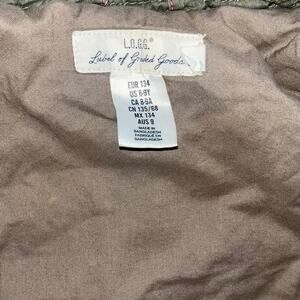 L.O.G.G.®
Label of Graded Goods
EUR 134
US 8-9Y
CA 8-9A
CN 135/68
MX 134
AUS 9
MADE IN
BANGLADESH
FABRIQUÉ EN
BANGLADESH